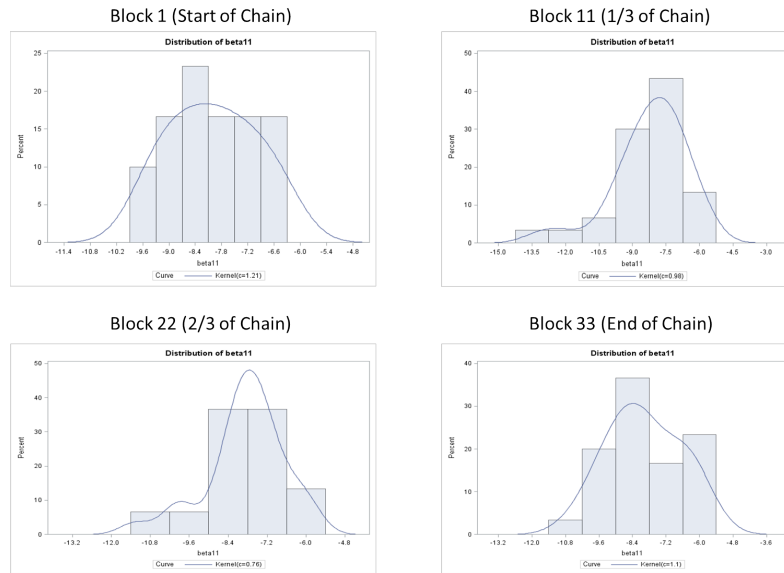 Block 1 (Start of Chain)
Distribution of beta11
25
20
15
10
5
0
Percent
-11.4 -10.8 -10.2 -9.6 -9.0 -8.4 -7.8 -7.2 -6.6 -6.0 -5.4 -4.8
beta11
Curve Kernel(c=1.21)
Block 11 (1/3 of Chain)
Distribution of beta11
50
40
30
20
10
0
Percent
-15.0 -13.5 -12.0 -10.5 -9.0 -7.5 -6.0 -4.5 -3.0
beta11
Curve Kernel(c=0.98)
Block 22 (2/3 of Chain)
Distribution of beta11
50
40
30
20
10
0
Percent
-13.2 -12.0 -10.8 -9.6 -8.4 -7.2 -6.0 -4.8
beta11
Curve Kernel(c=0.76)
Block 33 (End of Chain)
Distribution of beta11
40
30
20
10
0
Percent
-13.2 -12.0 -10.8 -9.6 -8.4 -7.2 -6.0 -4.8 -3.6
beta11
Curve Kernel(c=1.1)